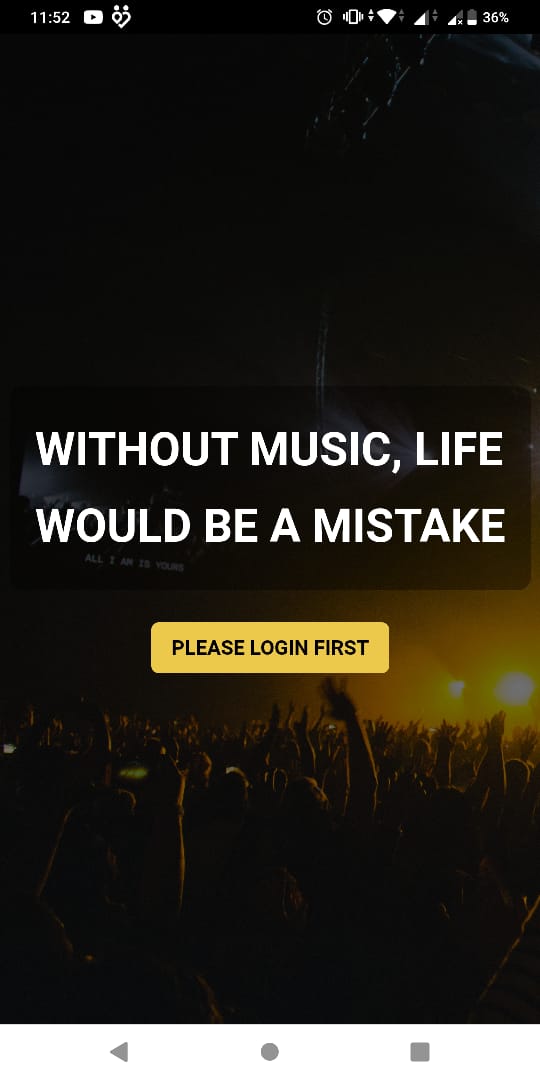 11:52
36%
WITHOUT MUSIC, LIFE
WOULD BE A MISTAKE
ALL I AM IS YOURS
PLEASE LOGIN FIRST